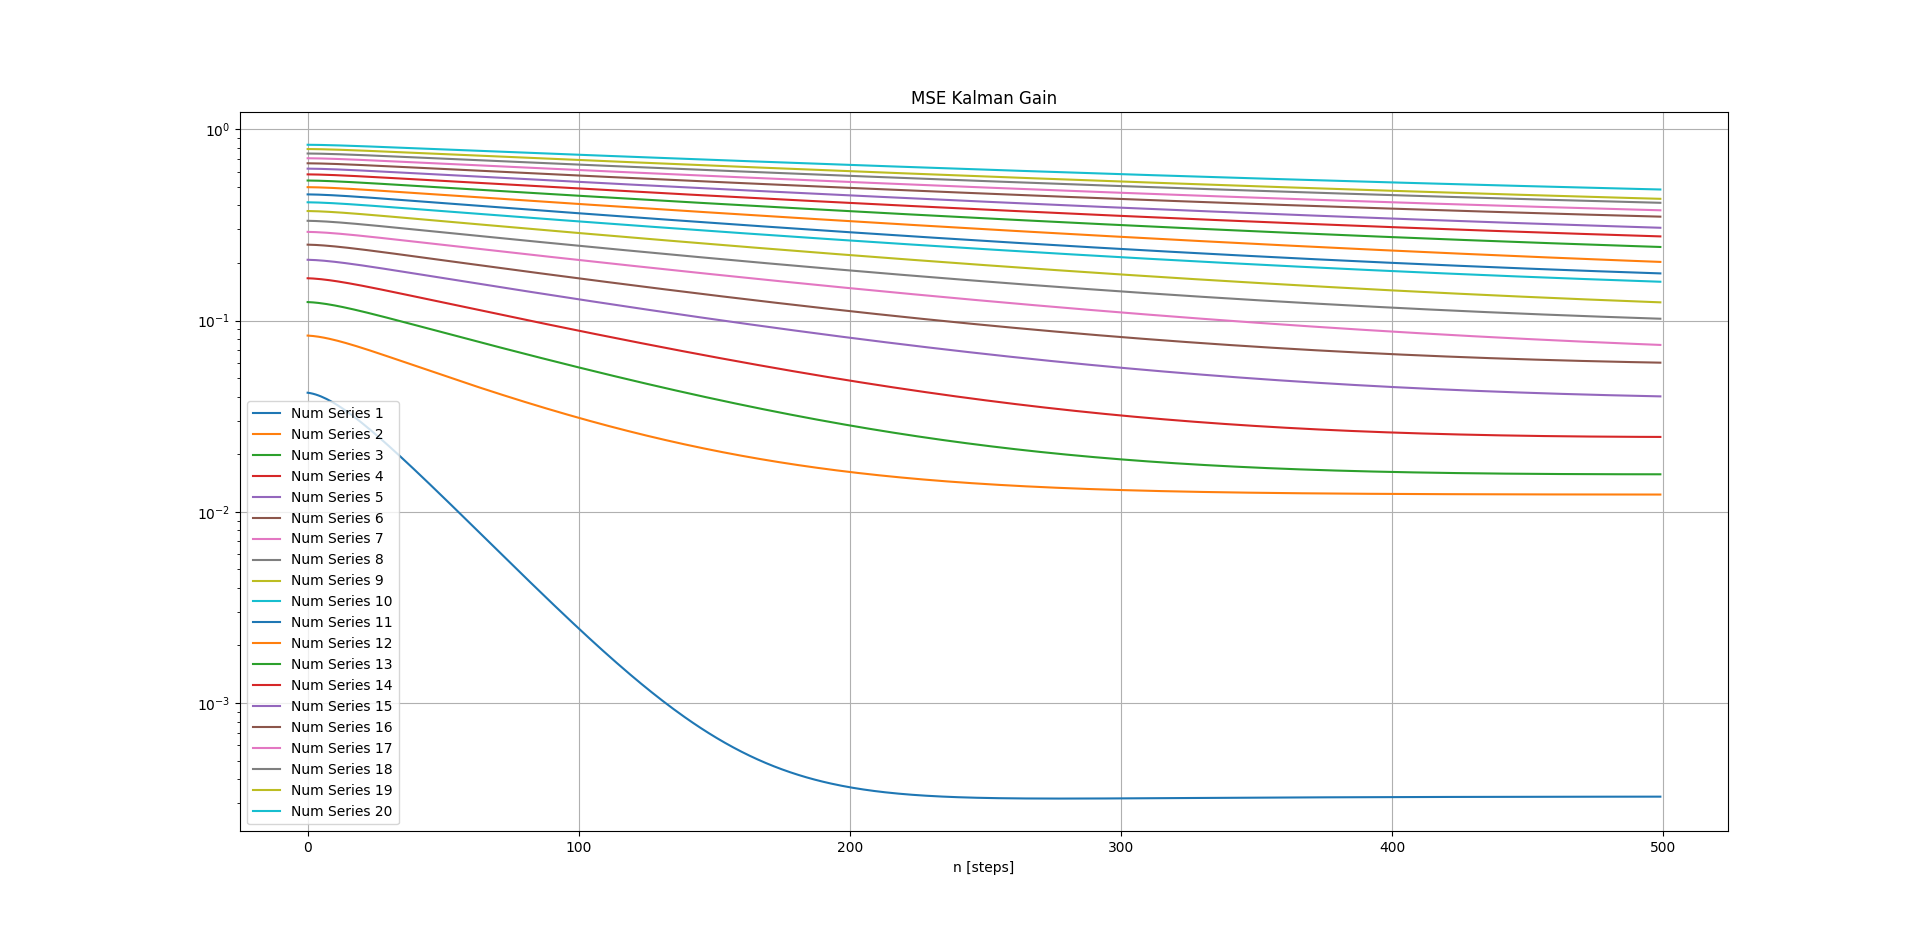 MSE Kalman Gain
10⁰
10⁻¹
10⁻²
10⁻³
Num Series 1
Num Series 2
Num Series 3
Num Series 4
Num Series 5
Num Series 6
Num Series 7
Num Series 8
Num Series 9
Num Series 10
Num Series 11
Num Series 12
Num Series 13
Num Series 14
Num Series 15
Num Series 16
Num Series 17
Num Series 18
Num Series 19
Num Series 20
0 100 200 300 400 500
n [steps]